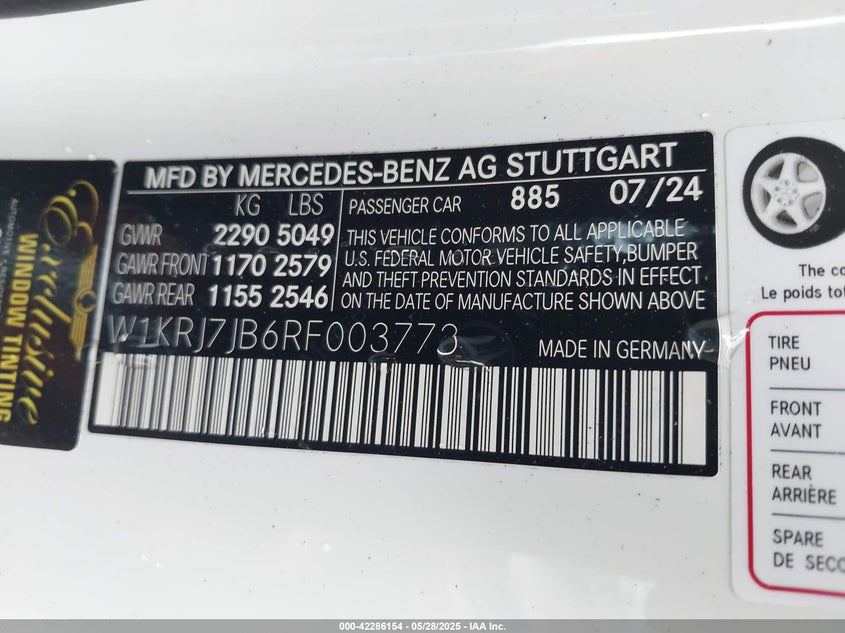 MFD BY MERCEDES-BENZ AG STUTTGART
KG LBS
GVWR 2290 5049
GAWR FRONT 1170 2579
GAWR REAR 1155 2546
PASSENGER CAR 885 07/24
THIS VEHICLE CONFORMS TO ALL APPLICABLE
U.S. FEDERAL MOTOR VEHICLE SAFETY,BUMPER
AND THEFT PREVENTION STANDARDS IN EFFECT
ON THE DATE OF MANUFACTURE SHOWN ABOVE
W1KRJ7JB6RF003773
MADE IN GERMANY
Exclusive
WINDOW TINTING
The co
Le poids tot
TIRE
PNEU
FRONT
AVANT
REAR
ARRIÈRE
SPARE
DE SECO
000-42286154 - 05/28/2025 - IAA Inc.